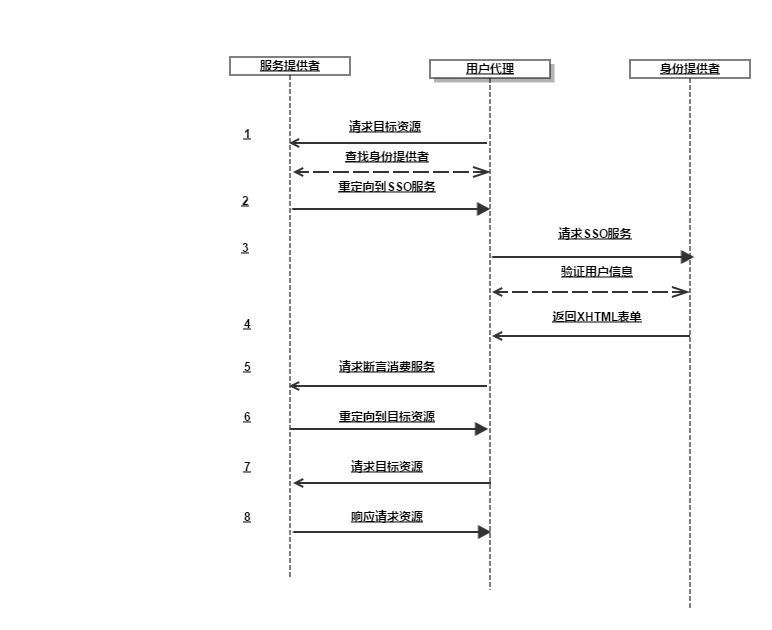 服务提供者
用户代理
身份提供者
1
请求目标资源
查找身份提供者
2
重定向到SSO服务
3
请求SSO服务
验证用户信息
4
返回XHTML表单
5
请求断言消费服务
6
重定向到目标资源
7
请求目标资源
8
响应请求资源